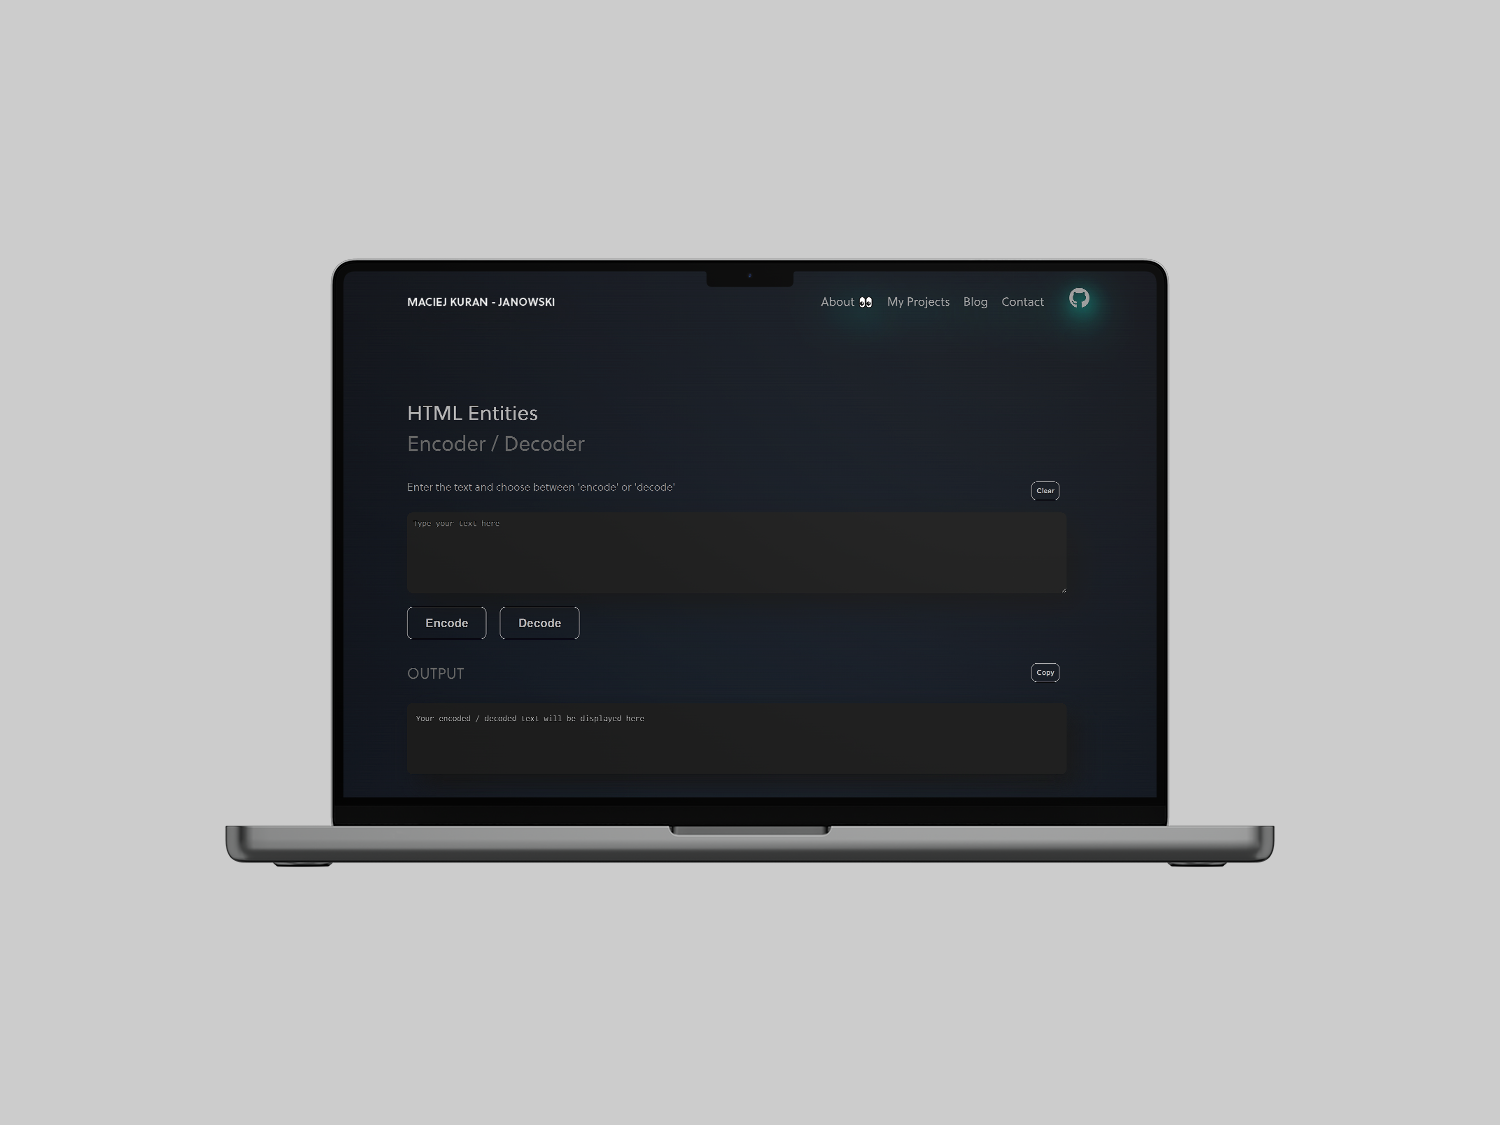 MACIEJ KURAN - JANOWSKI
About 👀 My Projects Blog Contact
HTML Entities
Encoder / Decoder
Enter the text and choose between 'encode' or 'decode'
Clear
Type your text here
Encode Decode
OUTPUT
Copy
Your encoded / decoded text will be displayed here